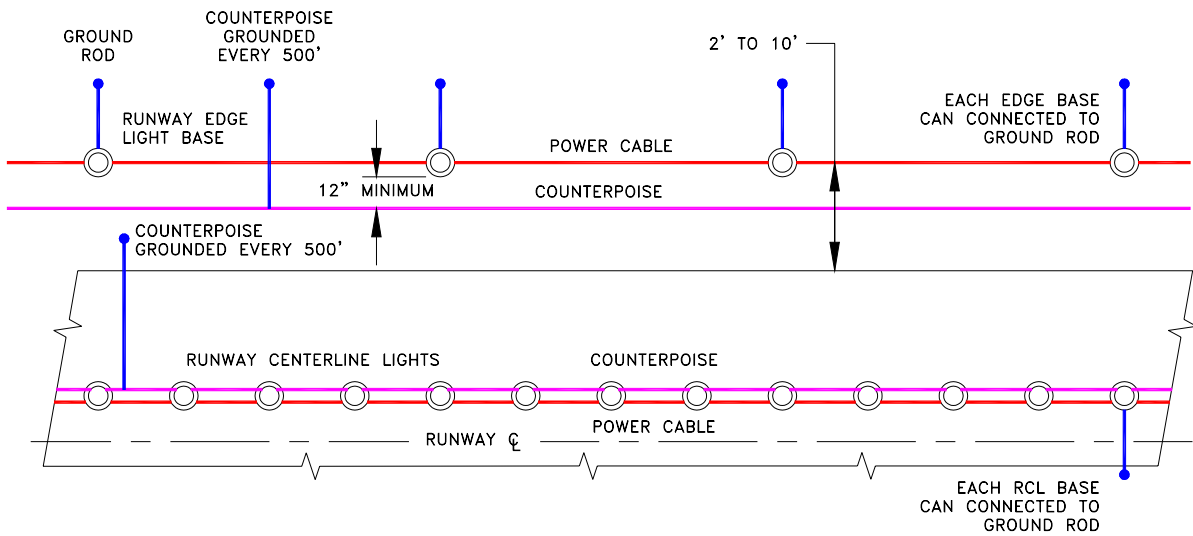 GROUND
ROD
COUNTERPOISE
GROUNDED
EVERY 500'
2' TO 10'
RUNWAY EDGE
LIGHT BASE
EACH EDGE BASE
CAN CONNECTED TO
GROUND ROD
POWER CABLE
12" MINIMUM
COUNTERPOISE
COUNTERPOISE
GROUNDED EVERY 500'
RUNWAY CENTERLINE LIGHTS
COUNTERPOISE
POWER CABLE
RUNWAY ℄
EACH RCL BASE
CAN CONNECTED TO
GROUND ROD